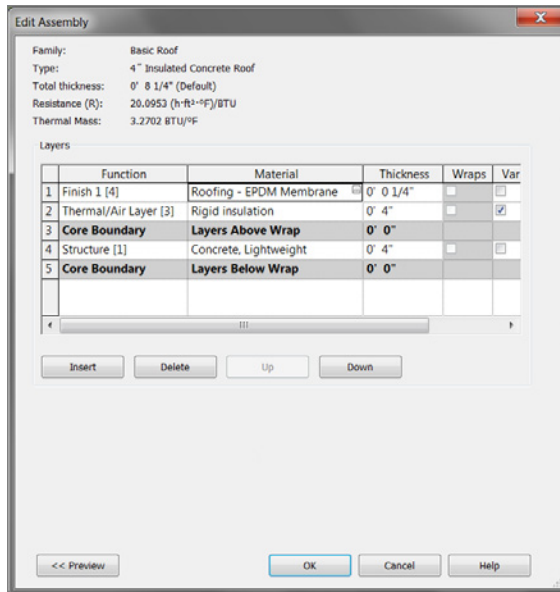 Edit Assembly
Family: Basic Roof
Type: 4" Insulated Concrete Roof
Total thickness: 0' 8 1/4" (Default)
Resistance (R): 20.0953 (h·ft²·°F)/BTU
Thermal Mass: 3.2702 BTU/°F
Layers
Function Material Thickness Wraps Var
1 Finish 1 [4] Roofing - EPDM Membrane 0' 0 1/4"
2 Thermal/Air Layer [3] Rigid insulation 0' 4"
3 Core Boundary Layers Above Wrap 0' 0"
4 Structure [1] Concrete, Lightweight 0' 4"
5 Core Boundary Layers Below Wrap 0' 0"
Insert Delete Up Down
<< Preview OK Cancel Help